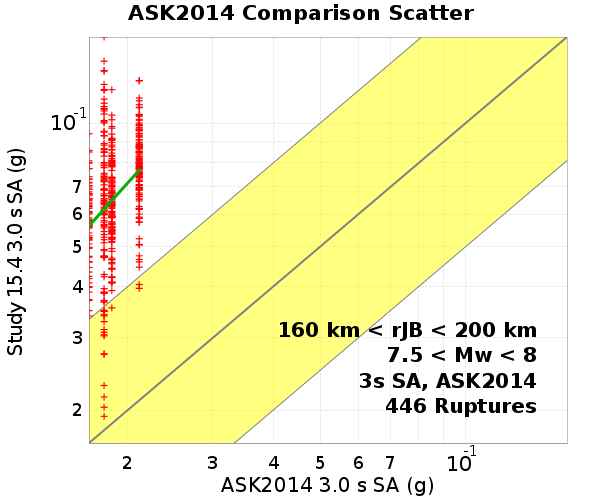 ASK2014 Comparison Scatter
Study 15.4 3.0 s SA (g)
10-1
7
6
5
4
3
2
160 km < rJB < 200 km
7.5 < Mw < 8
3s SA, ASK2014
446 Ruptures
2 3 4 5 6 7 10-1
ASK2014 3.0 s SA (g)